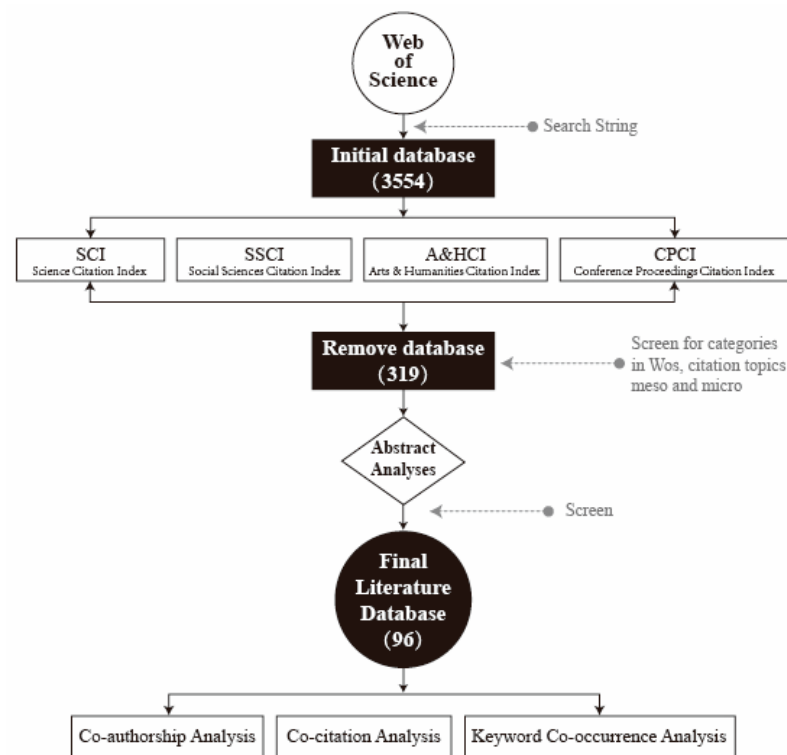 Web
of
Science
Search String
Initial database
(3554)
SCI
Science Citation Index
SSCI
Social Sciences Citation Index
A&HCI
Arts & Humanities Citation Index
CPCI
Conference Proceedings Citation Index
Remove database
(319)
Screen for categories
in Wos, citation topics
meso and micro
Abstract
Analyses
Screen
Final
Literature
Database
(96)
Co-authorship Analysis
Co-citation Analysis
Keyword Co-occurrence Analysis